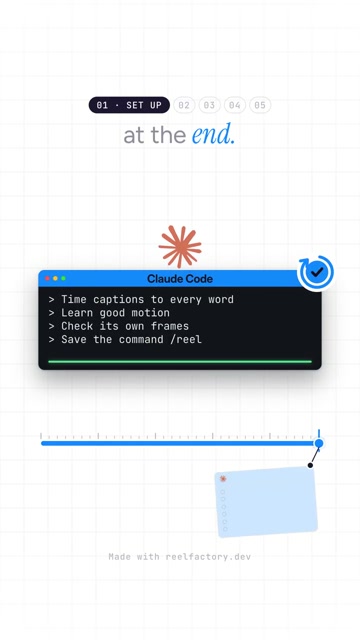 01 · SET UP 02 03 04 05
at the end.
Claude Code
> Time captions to every word
> Learn good motion
> Check its own frames
> Save the command /reel
Made with reelfactory.dev